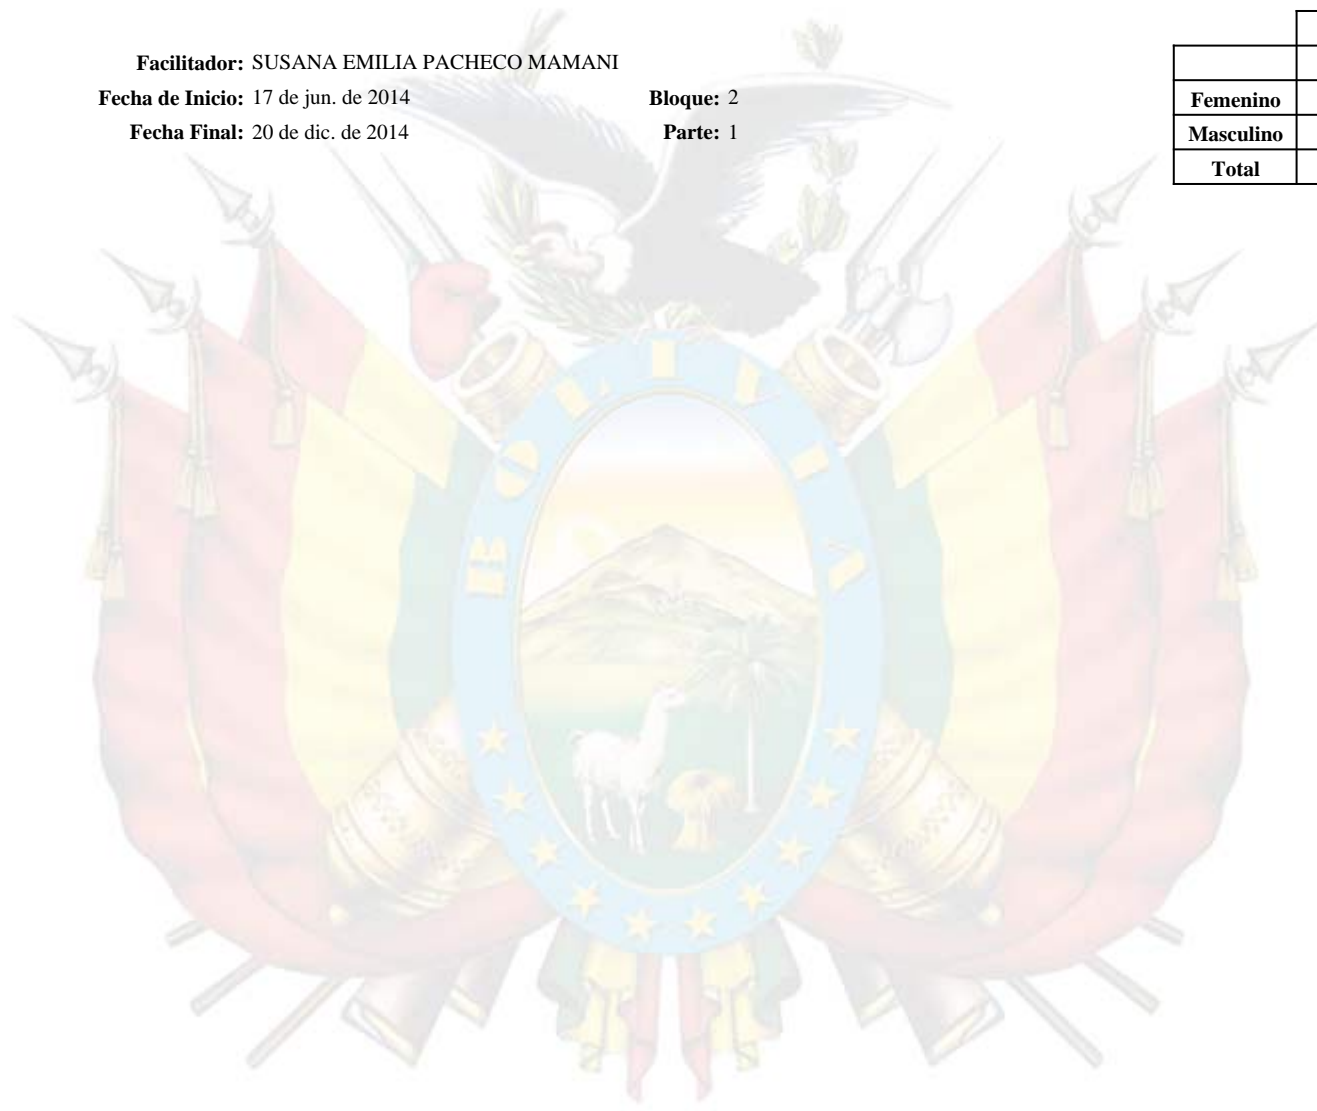 Facilitador: SUSANA EMILIA PACHECO MAMANI
Fecha de Inicio: 17 de jun. de 2014 Bloque: 2
Fecha Final: 20 de dic. de 2014 Parte: 1
Femenino
Masculino
Total
BOLIVIA